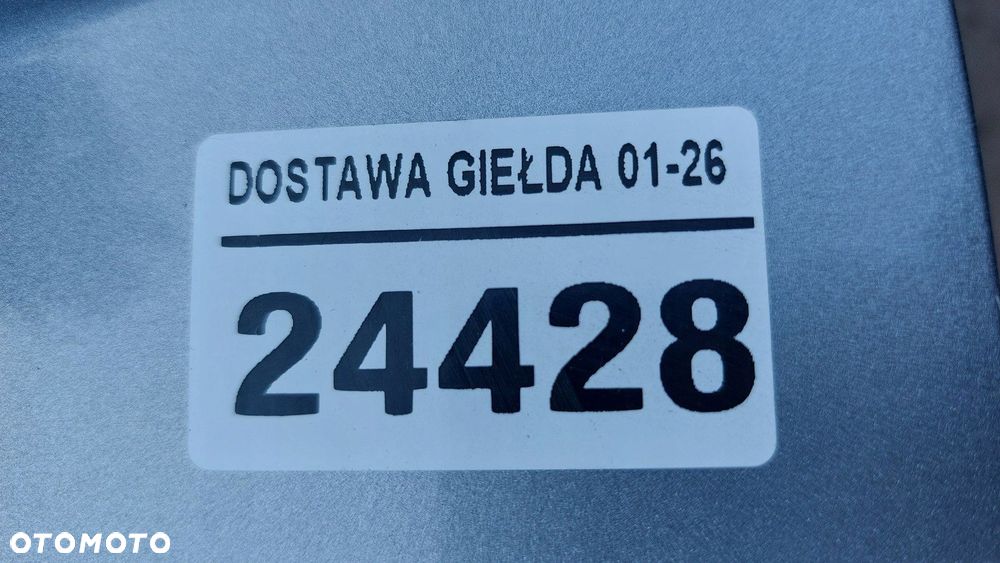 DOSTAWA GIEŁDA 01-26
24428
OTOMOTO